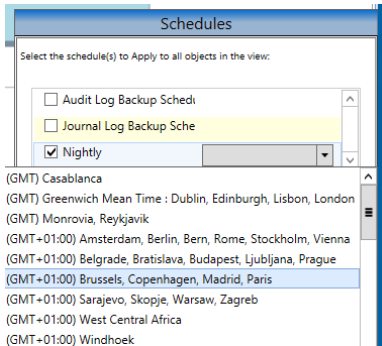 Schedules
Select the schedule(s) to Apply to all objects in the view:
Audit Log Backup Schedu
Journal Log Backup Sche
Nightly
(GMT) Casablanca
(GMT) Greenwich Mean Time : Dublin, Edinburgh, Lisbon, London
(GMT) Monrovia, Reykjavik
(GMT+01:00) Amsterdam, Berlin, Bern, Rome, Stockholm, Vienna
(GMT+01:00) Belgrade, Bratislava, Budapest, Ljubljana, Prague
(GMT+01:00) Brussels, Copenhagen, Madrid, Paris
(GMT+01:00) Sarajevo, Skopje, Warsaw, Zagreb
(GMT+01:00) West Central Africa
(GMT+01:00) Windhoek